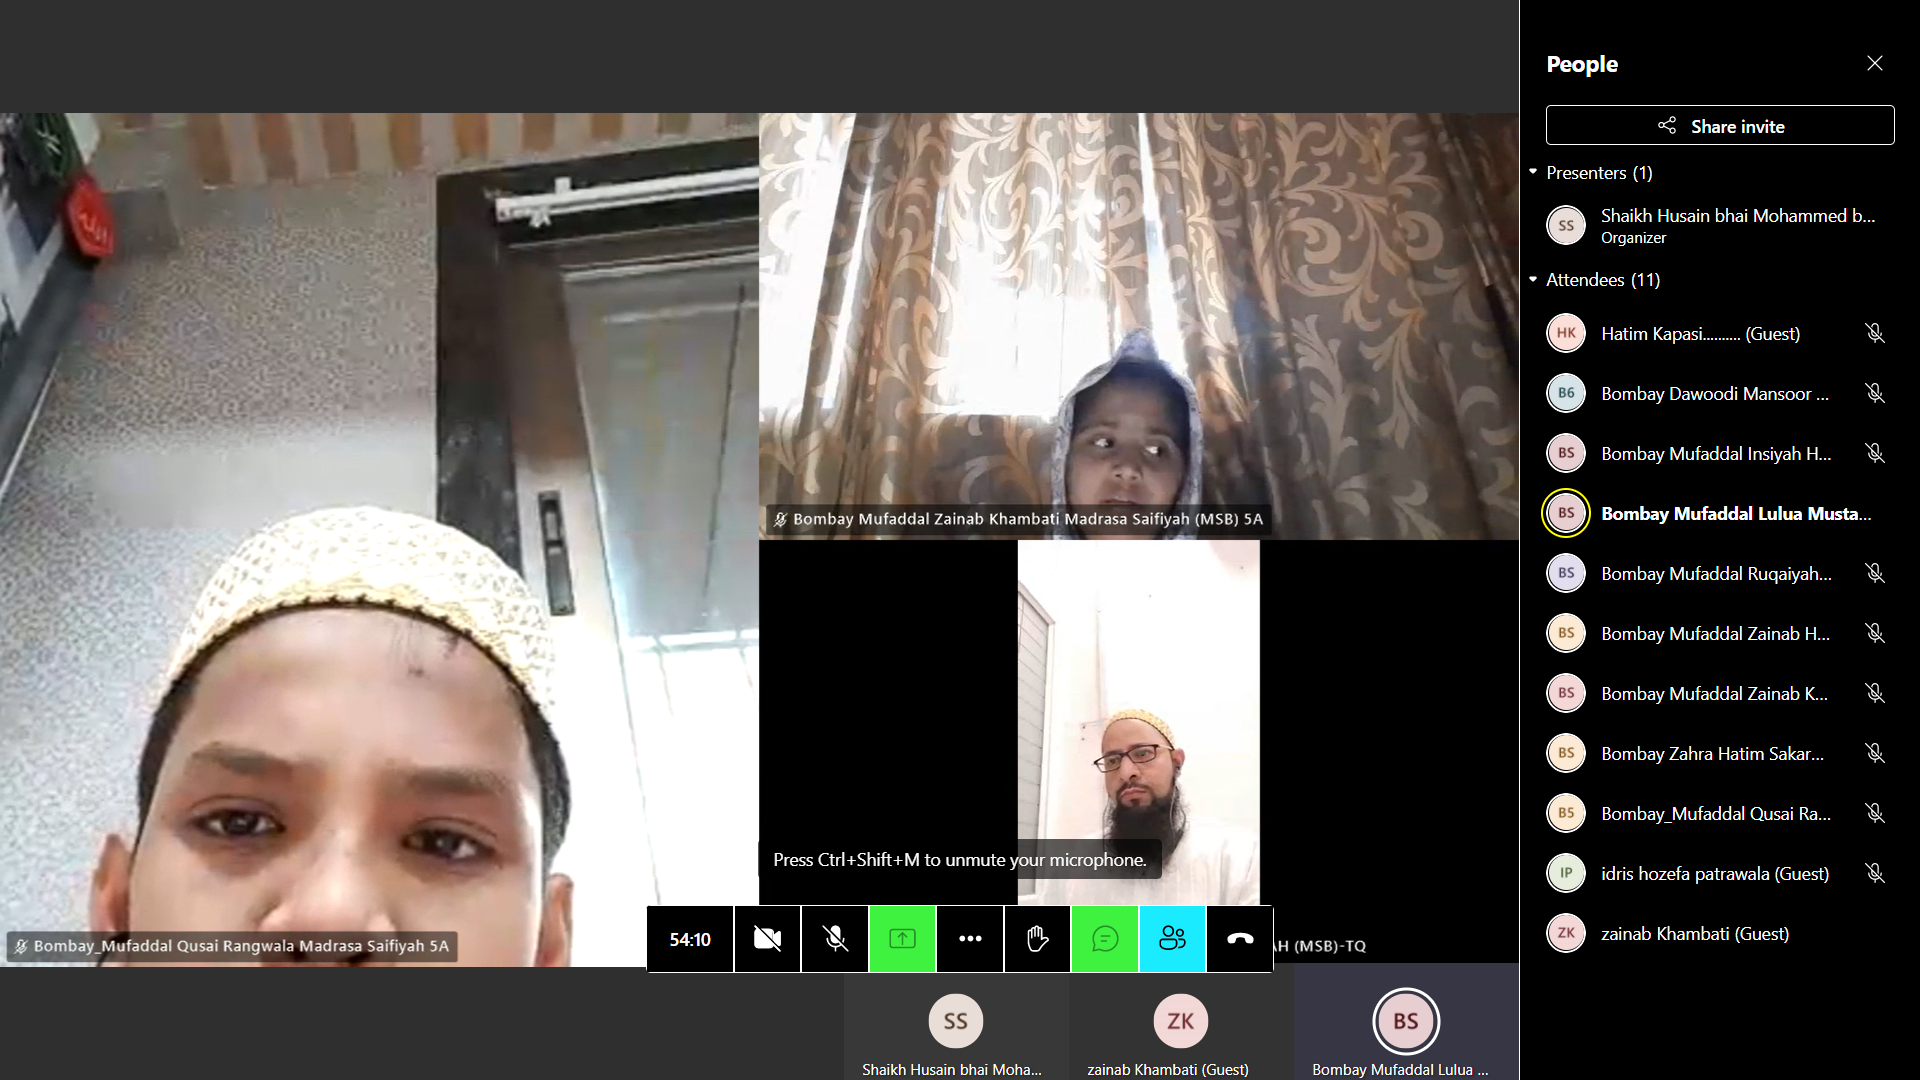 Bombay_Mufaddal Qusai Rangwala Madrasa Saifiyah 5A
Bombay Mufaddal Zainab Khambati Madrasa Saifiyah (MSB) 5A
Press Ctrl+Shift+M to unmute your microphone.
54:10
(MSB)-TQ
SS
Shaikh Husain bhai Moha...
ZK
zainab Khambati (Guest)
BS
Bombay Mufaddal Lulua ...
People
Share invite
Presenters (1)
SS
Shaikh Husain bhai Mohammed b...
Organizer
Attendees (11)
HK
Hatim Kapasi.......... (Guest)
B6
Bombay Dawoodi Mansoor ...
BS
Bombay Mufaddal Insiyah H...
BS
Bombay Mufaddal Lulua Musta...
BS
Bombay Mufaddal Ruqaiyah...
BS
Bombay Mufaddal Zainab H...
BS
Bombay Mufaddal Zainab K...
BS
Bombay Zahra Hatim Sakar...
B5
Bombay_Mufaddal Qusai Ra...
IP
idris hozefa patrawala (Guest)
ZK
zainab Khambati (Guest)